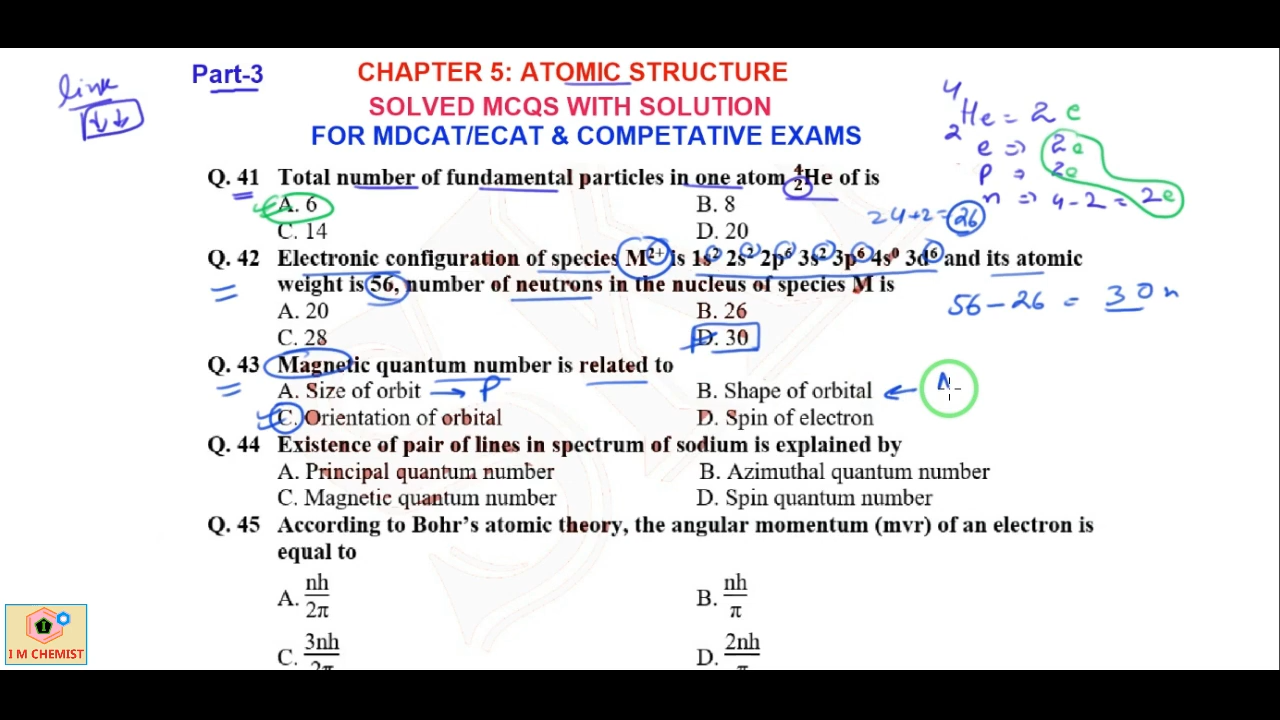 link
Part-3
CHAPTER 5: ATOMIC STRUCTURE
SOLVED MCQS WITH SOLUTION
FOR MDCAT/ECAT & COMPETATIVE EXAMS
⁴₂He = 2e
e ⇒ 2e
p ⇒ 2e
n ⇒ 4-2 = 2e
Q. 41 Total number of fundamental particles in one atom ⁴₂He of is
A. 6 B. 8
C. 14 D. 20
24+2=26
Q. 42 Electronic configuration of species M²⁺ is 1s² 2s² 2p⁶ 3s² 3p⁶ 4s⁰ 3d⁶ and its atomic
weight is 56, number of neutrons in the nucleus of species M is
56-26 = 30n
A. 20 B. 26
C. 28 D. 30
Q. 43 Magnetic quantum number is related to
A. Size of orbit → P B. Shape of orbital ← A
C. Orientation of orbital D. Spin of electron
Q. 44 Existence of pair of lines in spectrum of sodium is explained by
A. Principal quantum number B. Azimuthal quantum number
C. Magnetic quantum number D. Spin quantum number
Q. 45 According to Bohr's atomic theory, the angular momentum (mvr) of an electron is
equal to
A. nh/2π B. nh/π
C. 3nh/2π D. 2nh/π
I M CHEMIST